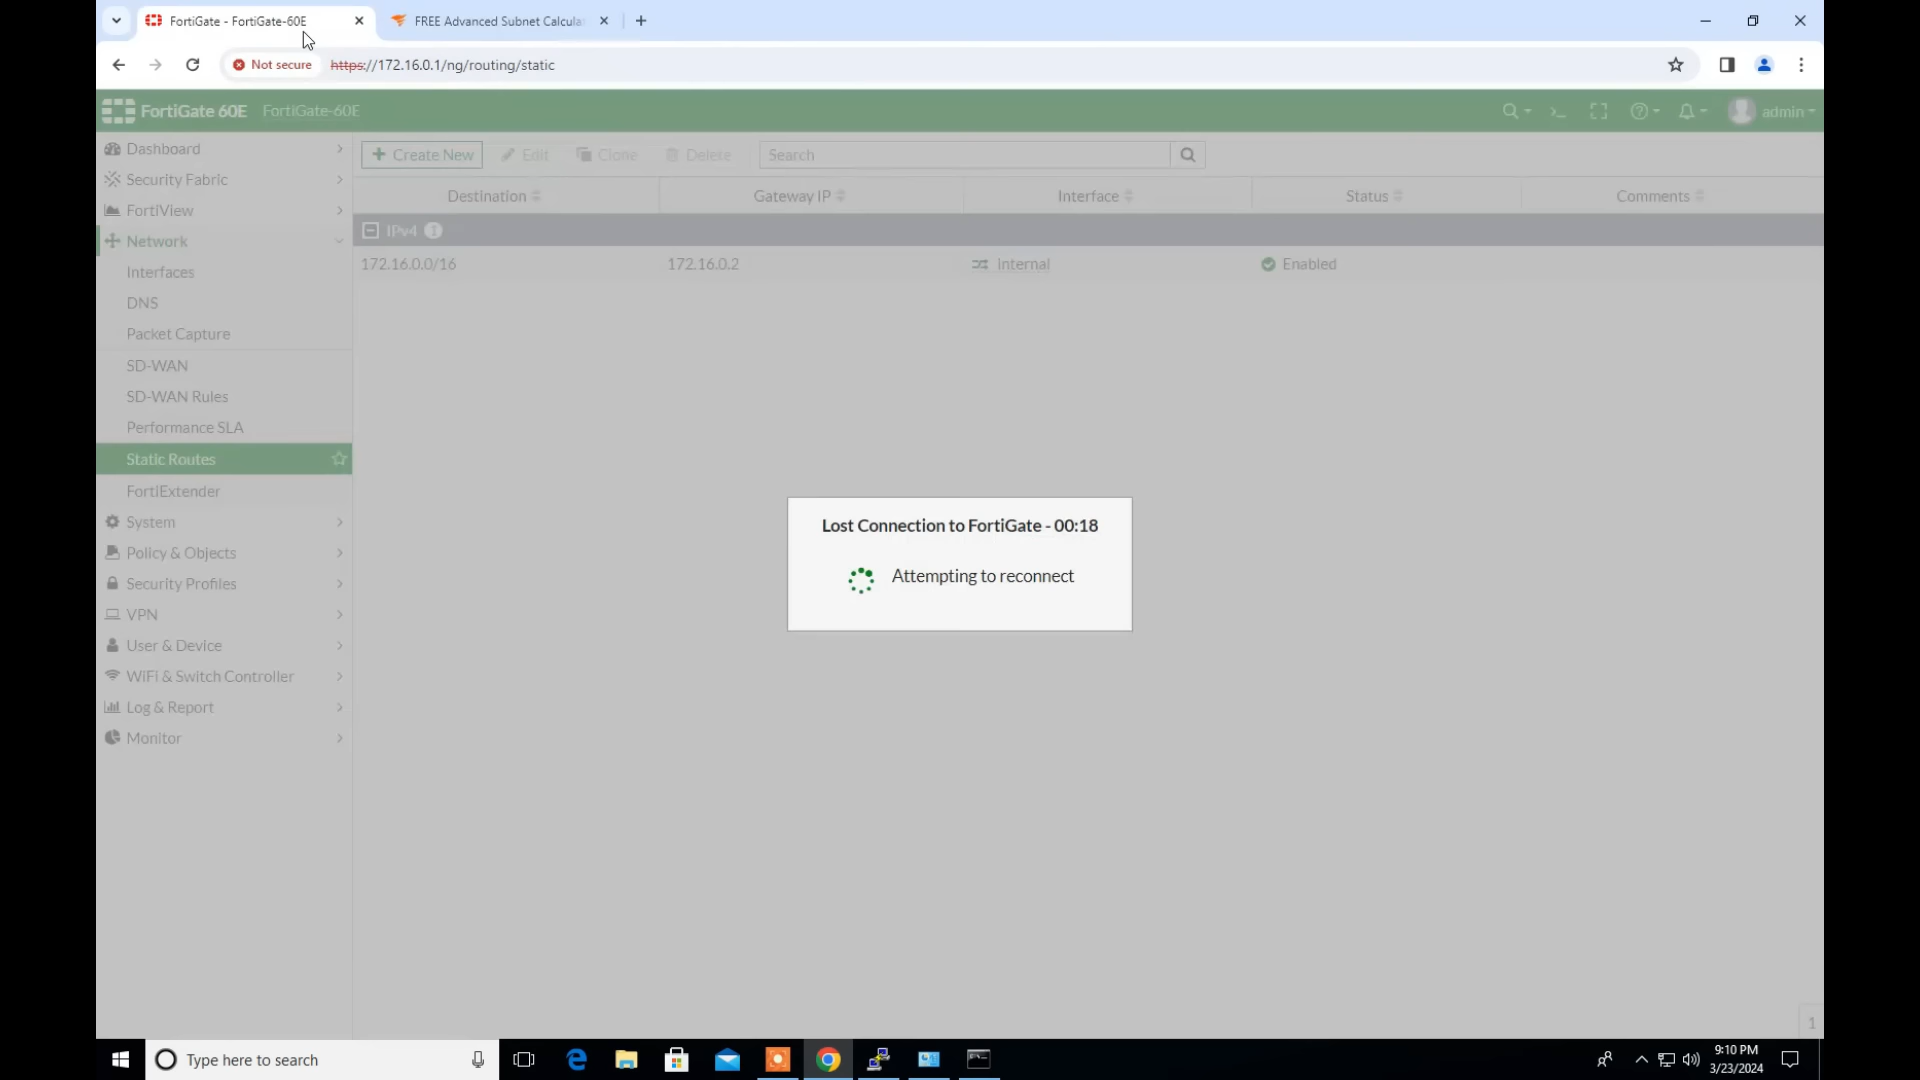 FortiGate - FortiGate-60E
FREE Advanced Subnet Calcula
Not secure
https://172.16.0.1/ng/routing/static
FortiGate 60E FortiGate-60E
admin
Dashboard
Security Fabric
FortiView
Network
Interfaces
DNS
Packet Capture
SD-WAN
SD-WAN Rules
Performance SLA
Static Routes
FortiExtender
System
Policy & Objects
Security Profiles
VPN
User & Device
WiFi & Switch Controller
Log & Report
Monitor
+ Create New Edit Clone Delete Search
Destination Gateway IP Interface Status Comments
IPv4 1
172.16.0.0/16 172.16.0.2 Internal Enabled
Lost Connection to FortiGate - 00:18
Attempting to reconnect
1
Type here to search
9:10 PM
3/23/2024